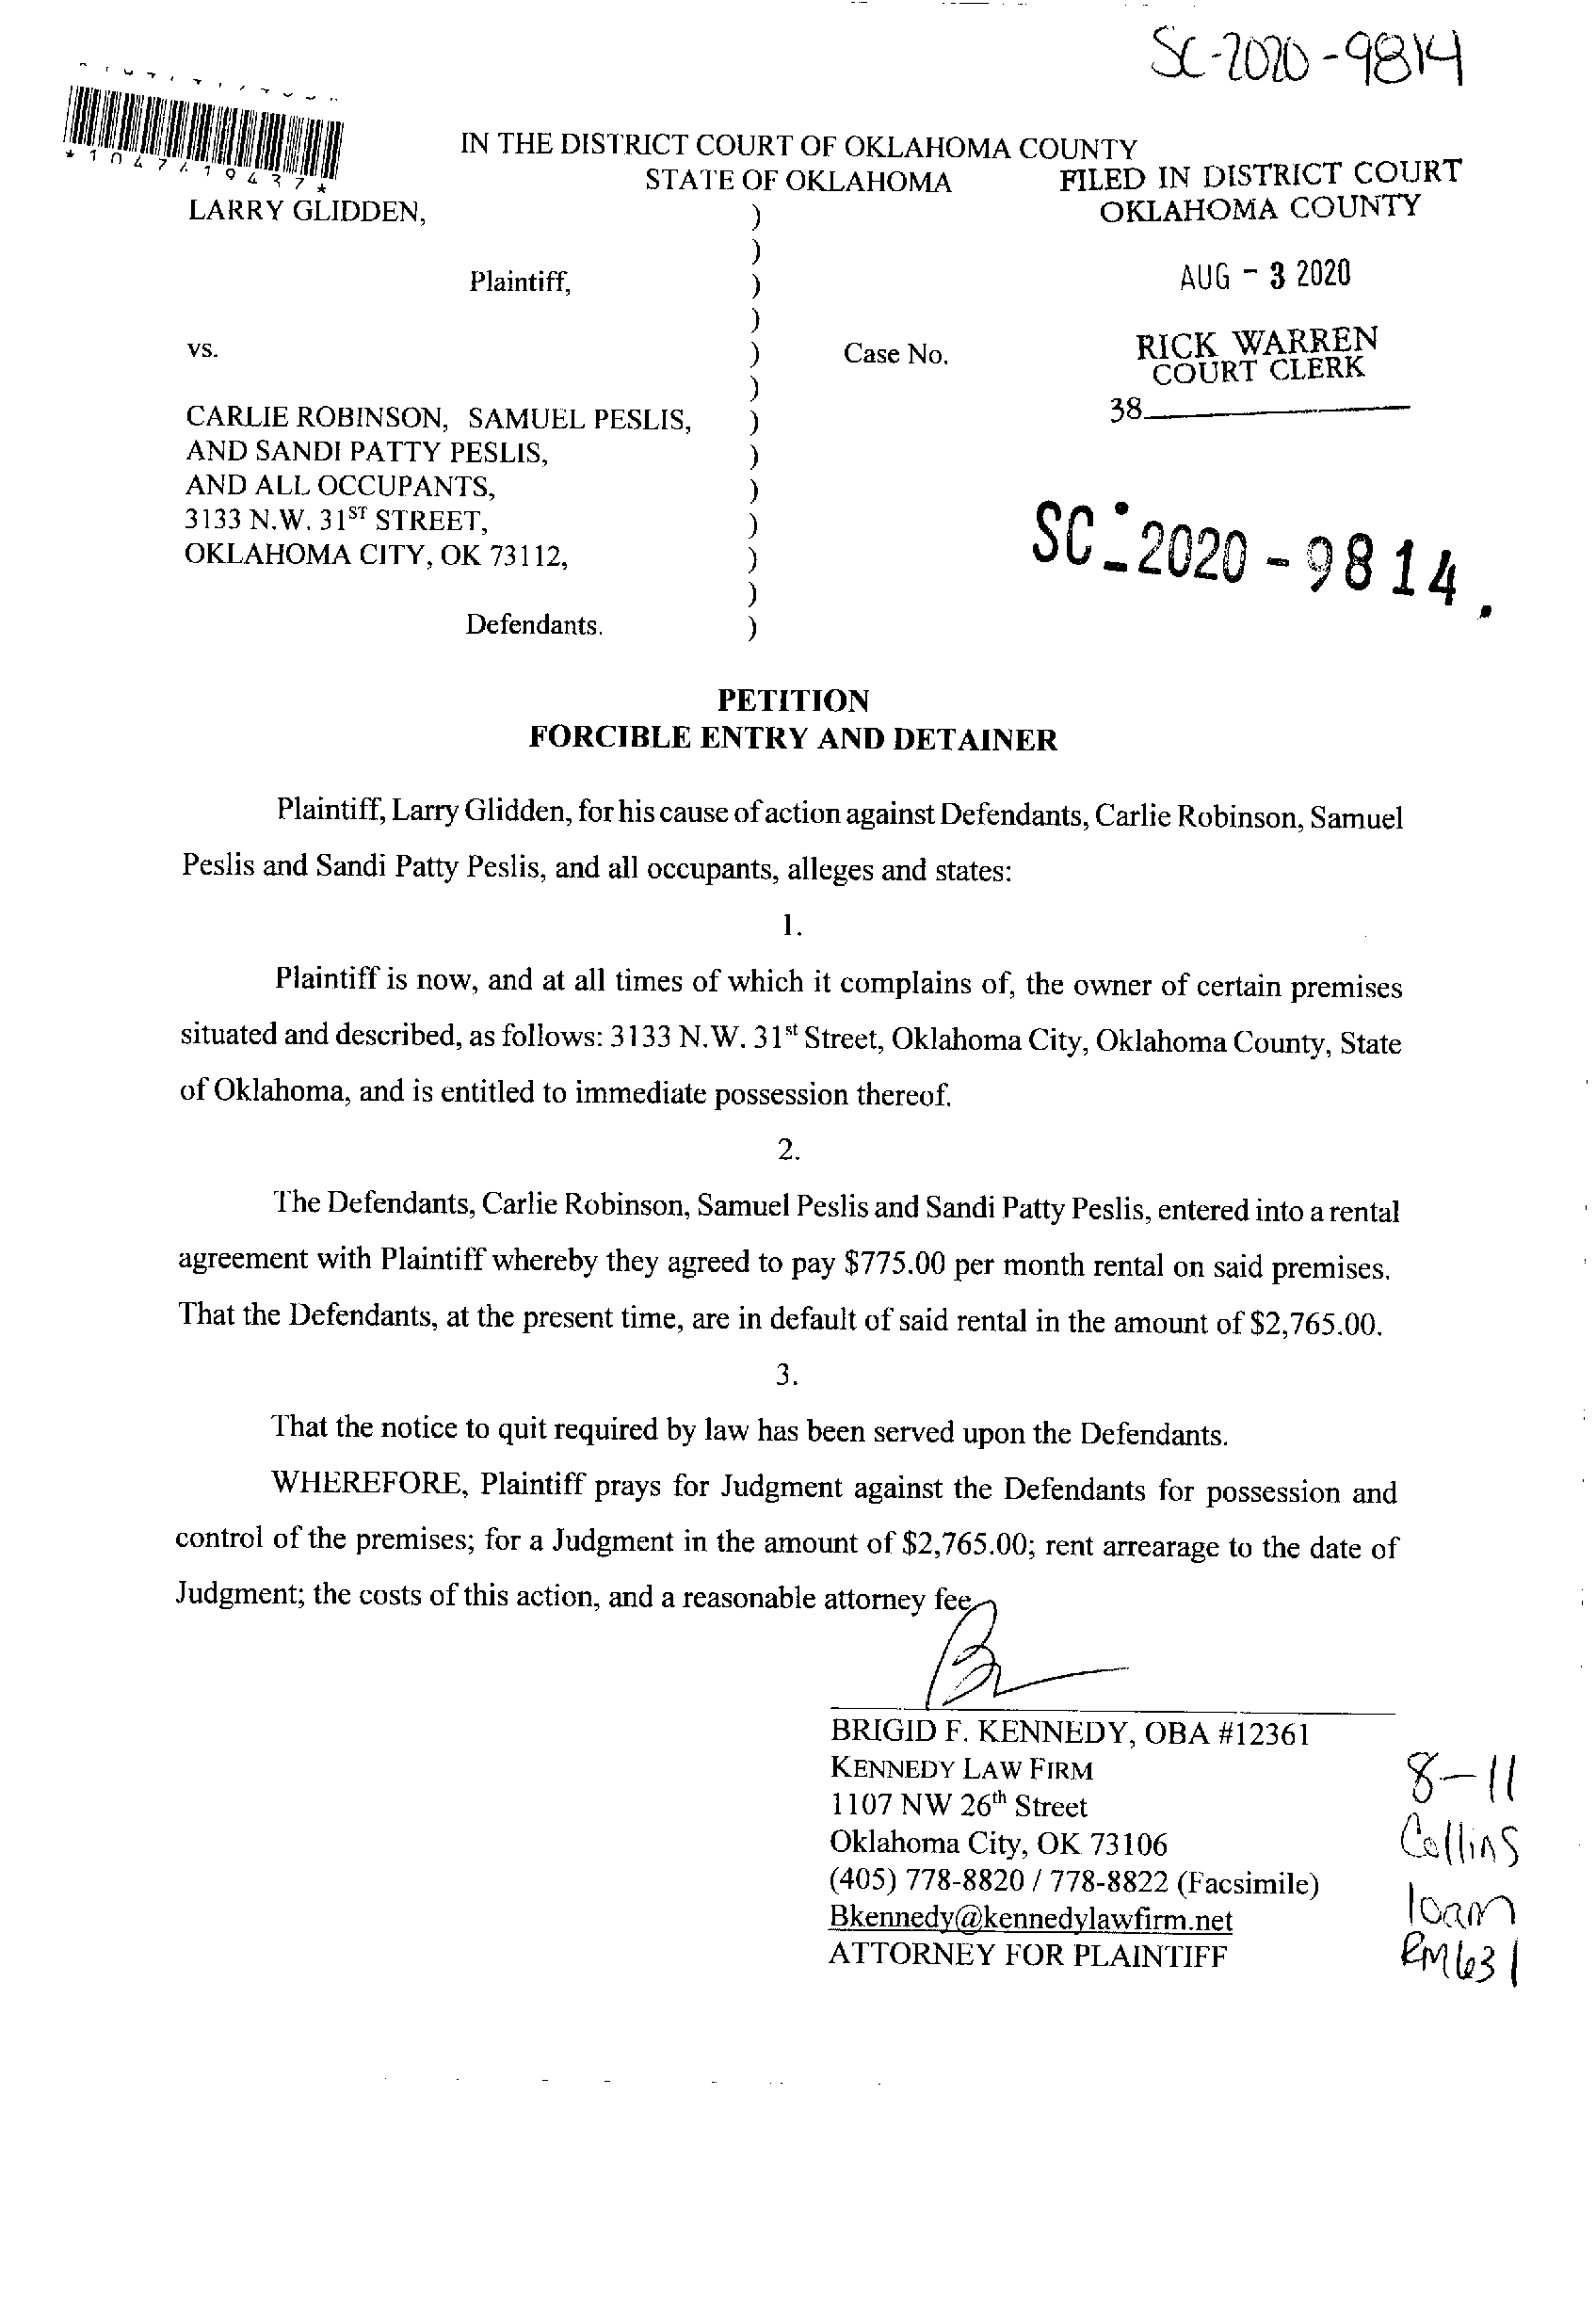 SC-2020-9814
*1047419437*
IN THE DISTRICT COURT OF OKLAHOMA COUNTY
STATE OF OKLAHOMA
FILED IN DISTRICT COURT
OKLAHOMA COUNTY
LARRY GLIDDEN, )
)
Plaintiff, )
AUG - 3 2020
)
vs. ) Case No.
RICK WARREN
COURT CLERK
)
38
CARLIE ROBINSON, SAMUEL PESLIS, )
AND SANDI PATTY PESLIS, )
AND ALL OCCUPANTS, )
3133 N.W. 31ST STREET, )
OKLAHOMA CITY, OK 73112, )
SC-2020-9814.
)
Defendants. )
PETITION
FORCIBLE ENTRY AND DETAINER
Plaintiff, Larry Glidden, for his cause of action against Defendants, Carlie Robinson, Samuel
Peslis and Sandi Patty Peslis, and all occupants, alleges and states:
1.
Plaintiff is now, and at all times of which it complains of, the owner of certain premises
situated and described, as follows: 3133 N.W. 31st Street, Oklahoma City, Oklahoma County, State
of Oklahoma, and is entitled to immediate possession thereof.
2.
The Defendants, Carlie Robinson, Samuel Peslis and Sandi Patty Peslis, entered into a rental
agreement with Plaintiff whereby they agreed to pay $775.00 per month rental on said premises.
That the Defendants, at the present time, are in default of said rental in the amount of $2,765.00.
3.
That the notice to quit required by law has been served upon the Defendants.
WHEREFORE, Plaintiff prays for Judgment against the Defendants for possession and
control of the premises; for a Judgment in the amount of $2,765.00; rent arrearage to the date of
Judgment; the costs of this action, and a reasonable attorney fee
BRIGID F. KENNEDY, OBA #12361
KENNEDY LAW FIRM
1107 NW 26th Street
Oklahoma City, OK 73106
(405) 778-8820 / 778-8822 (Facsimile)
Bkennedy@kennedylawfirm.net
ATTORNEY FOR PLAINTIFF
8-11
Collins
10am
RM631